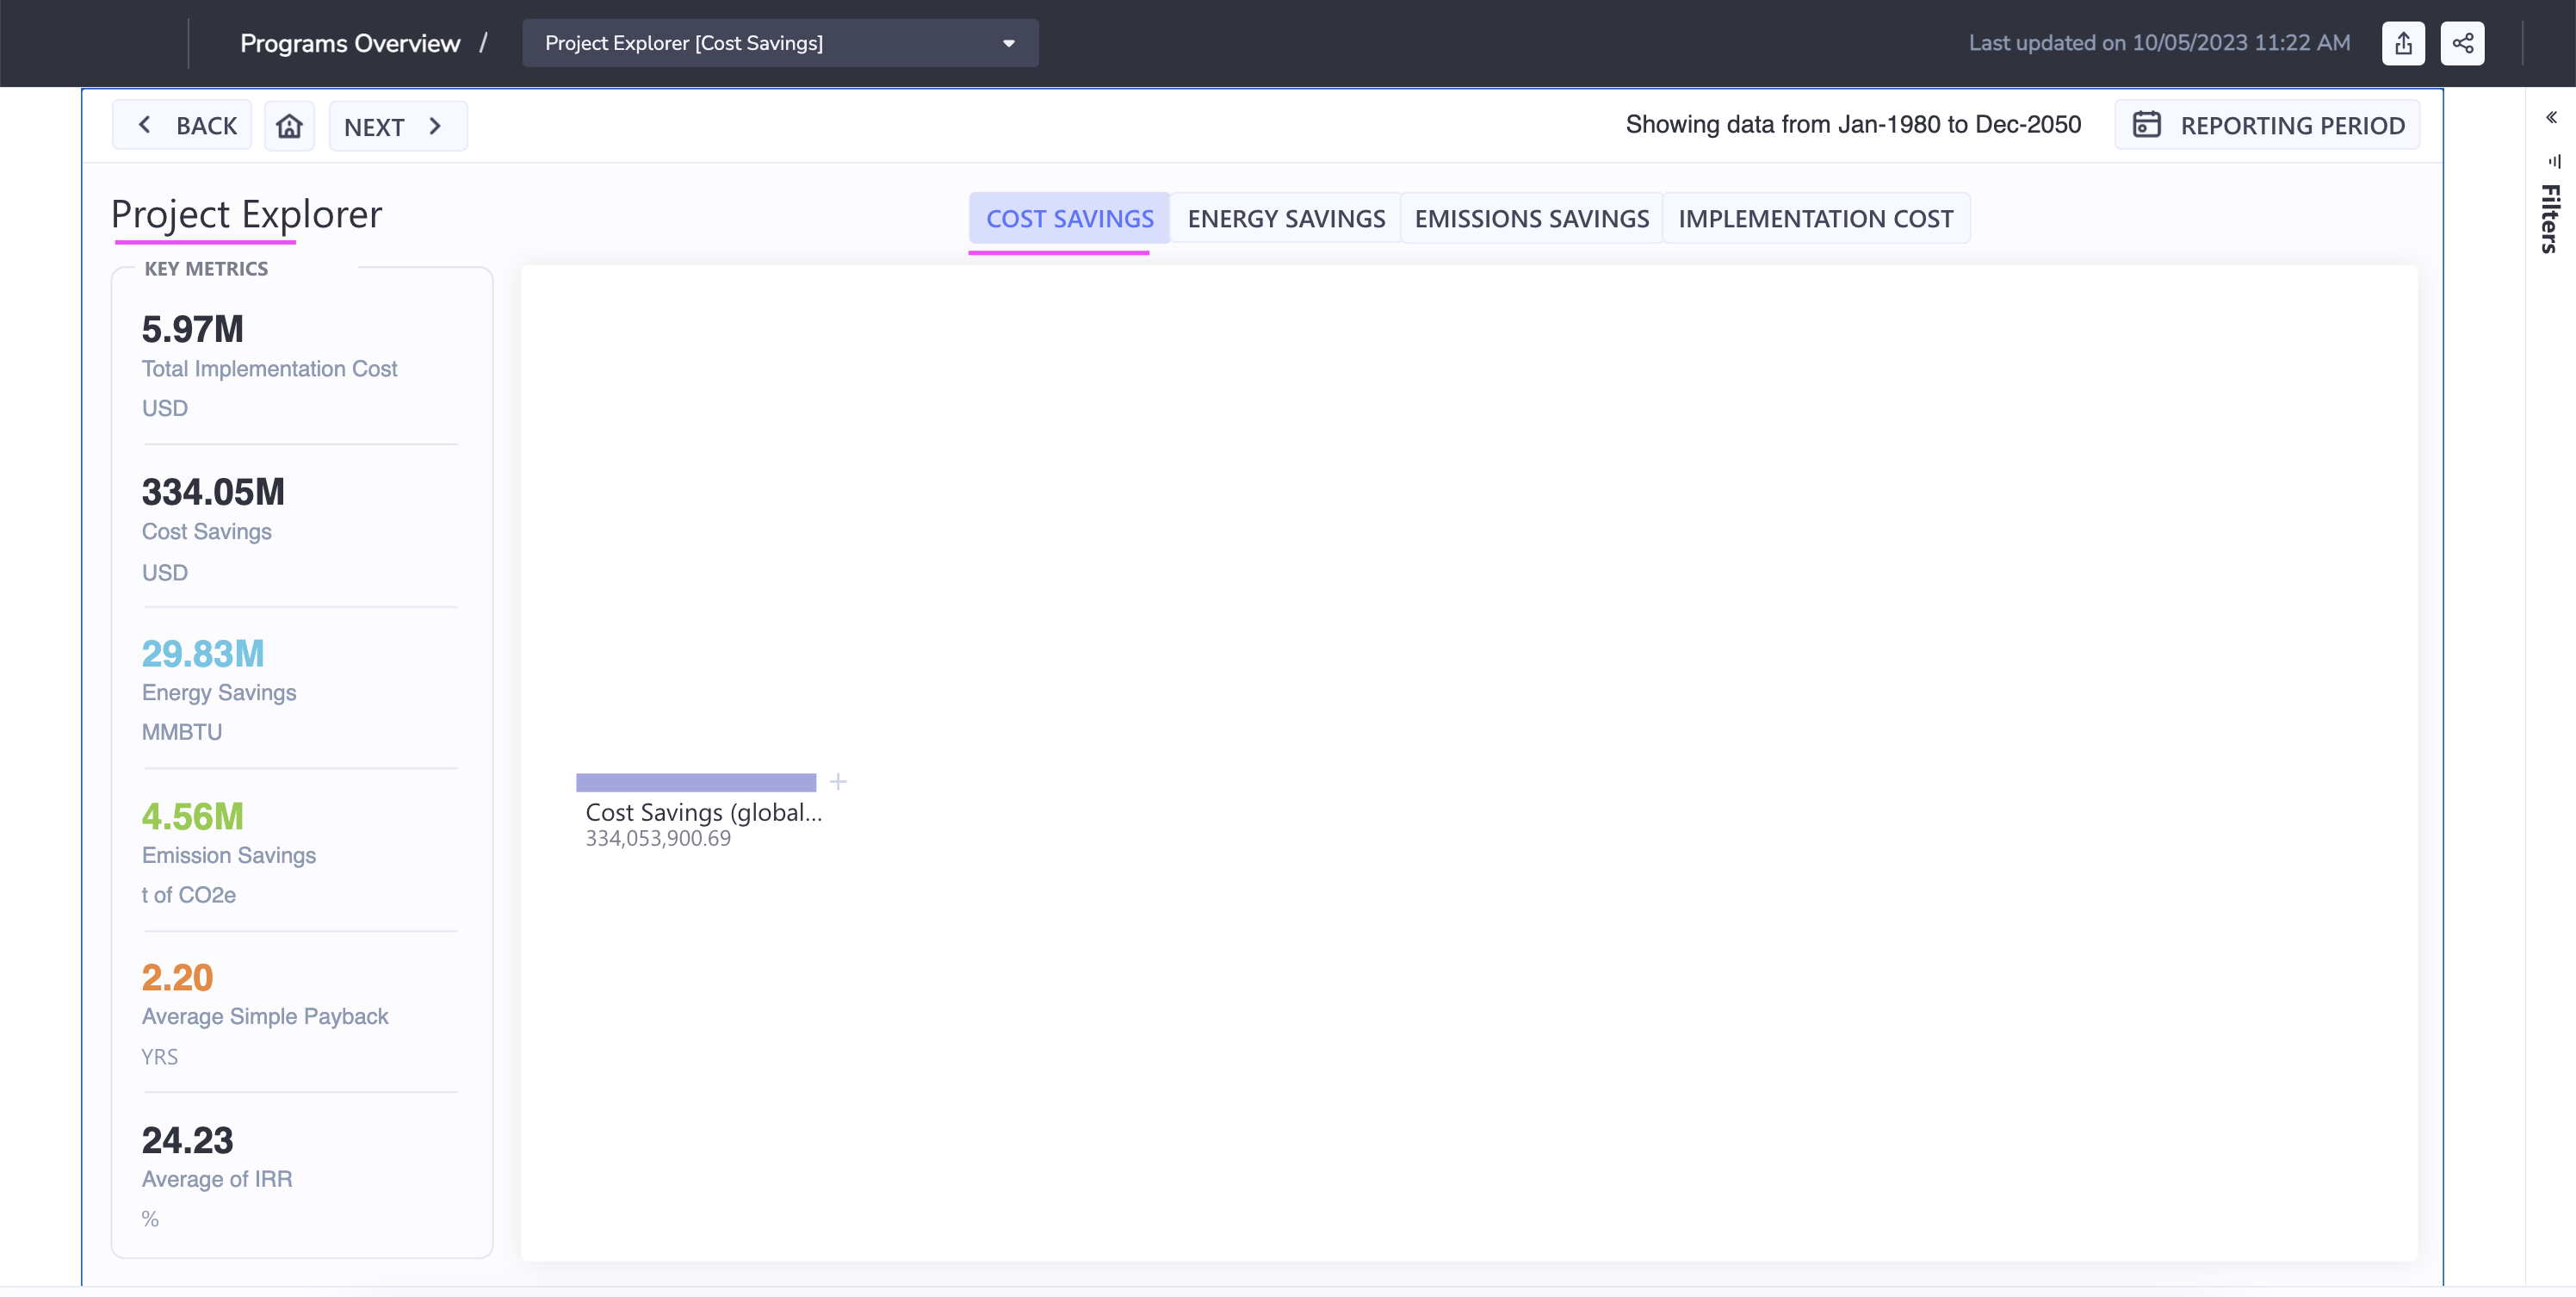 Programs Overview /
Project Explorer [Cost Savings]
Last updated on 10/05/2023 11:22 AM
BACK
NEXT
Showing data from Jan-1980 to Dec-2050
REPORTING PERIOD
Filters
Project Explorer
COST SAVINGS
ENERGY SAVINGS
EMISSIONS SAVINGS
IMPLEMENTATION COST
KEY METRICS
5.97M
Total Implementation Cost
USD
334.05M
Cost Savings
USD
29.83M
Energy Savings
MMBTU
4.56M
Emission Savings
t of CO2e
2.20
Average Simple Payback
YRS
24.23
Average of IRR
%
Cost Savings (global...
334,053,900.69